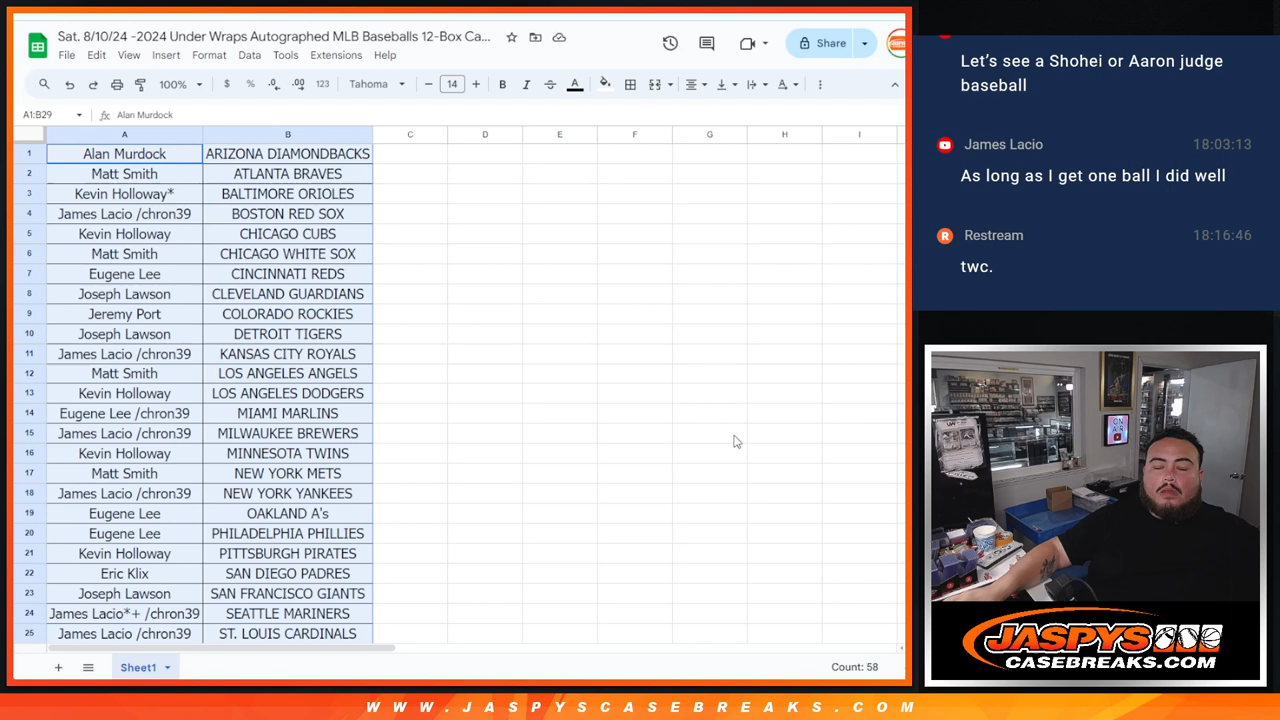 Sat. 8/10/24 -2024 Under Wraps Autographed MLB Baseballs 12-Box Ca...
Share
File Edit View Insert Format Data Tools Extensions Help
100% $ % .0 .00 123 Tahoma 14 B I A
A1:B29 fx Alan Murdock
A B C D E F G H I
1 Alan Murdock ARIZONA DIAMONDBACKS
2 Matt Smith ATLANTA BRAVES
3 Kevin Holloway* BALTIMORE ORIOLES
4 James Lacio /chron39 BOSTON RED SOX
5 Kevin Holloway CHICAGO CUBS
6 Matt Smith CHICAGO WHITE SOX
7 Eugene Lee CINCINNATI REDS
8 Joseph Lawson CLEVELAND GUARDIANS
9 Jeremy Port COLORADO ROCKIES
10 Joseph Lawson DETROIT TIGERS
11 James Lacio /chron39 KANSAS CITY ROYALS
12 Matt Smith LOS ANGELES ANGELS
13 Kevin Holloway LOS ANGELES DODGERS
14 Eugene Lee /chron39 MIAMI MARLINS
15 James Lacio /chron39 MILWAUKEE BREWERS
16 Kevin Holloway MINNESOTA TWINS
17 Matt Smith NEW YORK METS
18 James Lacio /chron39 NEW YORK YANKEES
19 Eugene Lee OAKLAND A's
20 Eugene Lee PHILADELPHIA PHILLIES
21 Kevin Holloway PITTSBURGH PIRATES
22 Eric Klix SAN DIEGO PADRES
23 Joseph Lawson SAN FRANCISCO GIANTS
24 James Lacio*+ /chron39 SEATTLE MARINERS
25 James Lacio /chron39 ST. LOUIS CARDINALS
Sheet1
Count: 58
Let's see a Shohei or Aaron judge
baseball
James Lacio 18:03:13
As long as I get one ball I did well
Restream 18:16:46
twc.
ON
AIR
JASPYS
CASEBREAKS.COM
WWW.JASPYSCASEBREAKS.COM